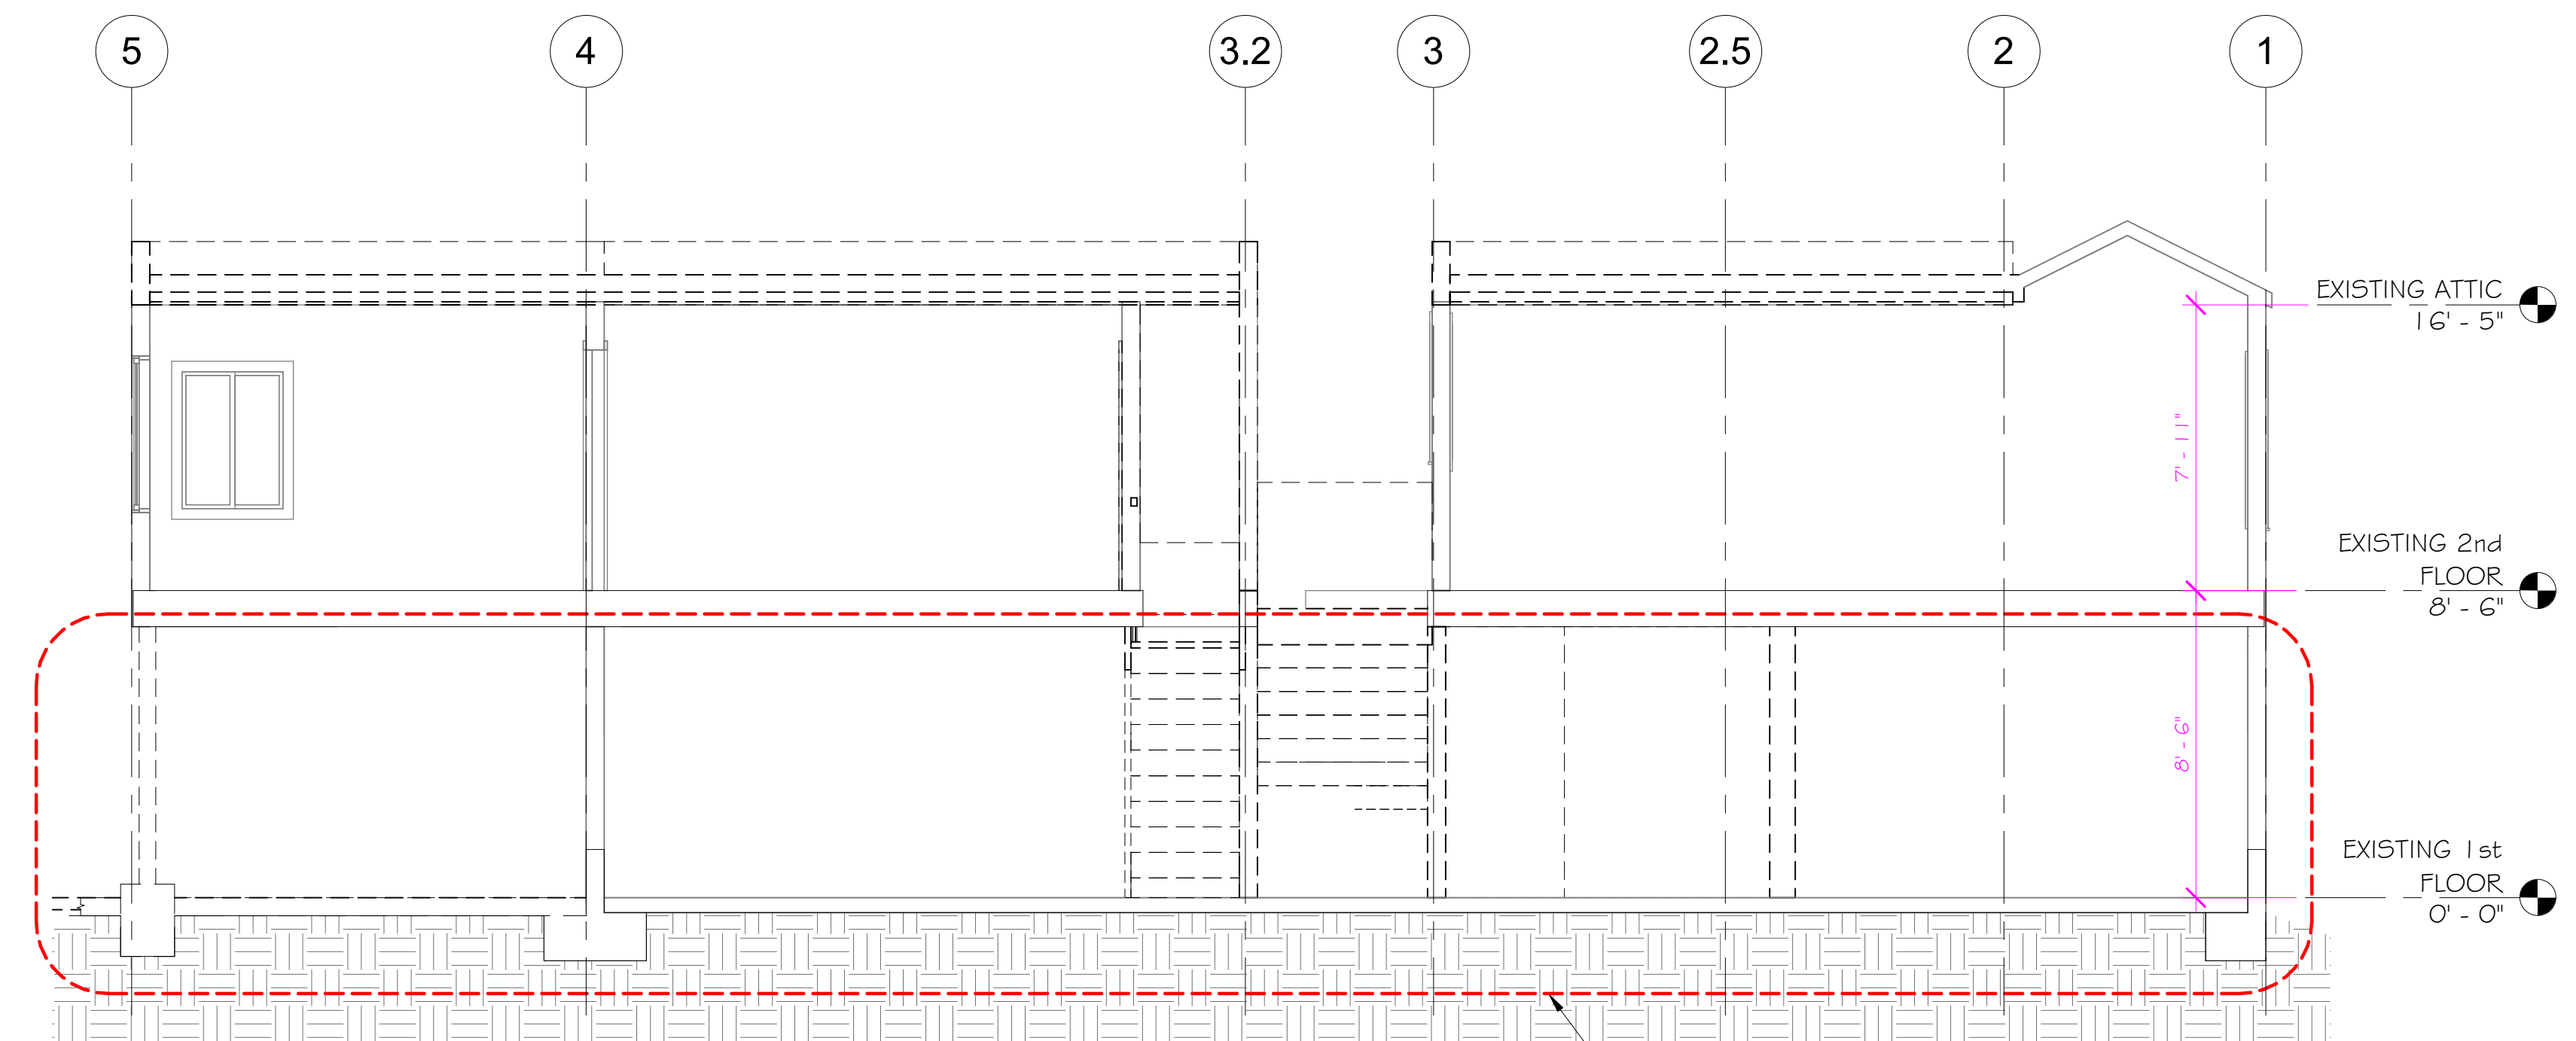 5 4 3.2 3 2.5 2 1
EXISTING ATTIC
16' - 5"
7' - 11"
EXISTING 2nd
FLOOR
8' - 6"
8' - 6"
EXISTING 1st
FLOOR
0' - 0"